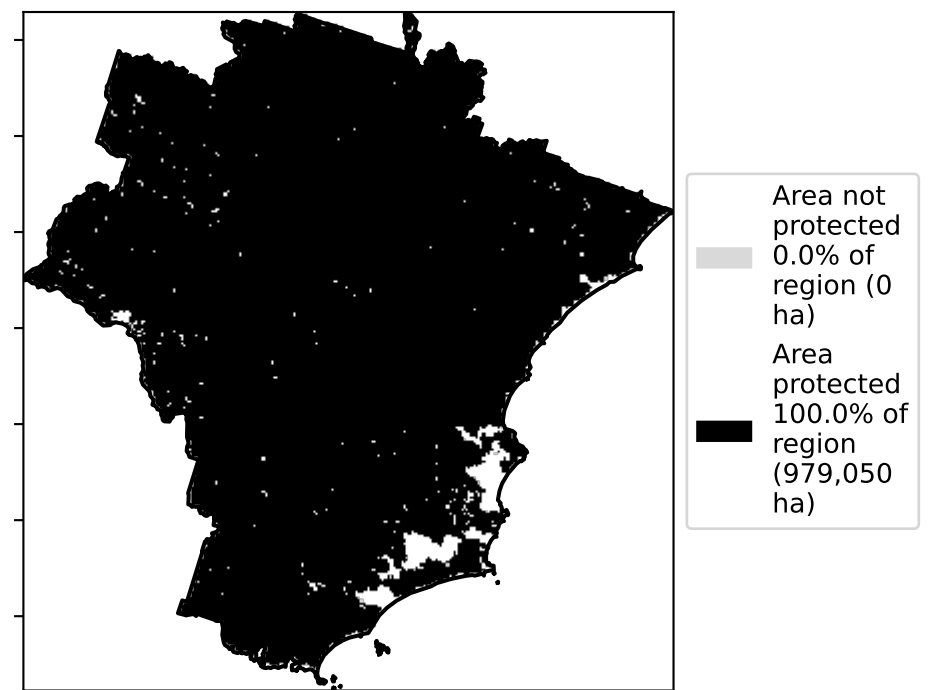 Area not
protected
0.0% of
region (0
ha)
Area
protected
100.0% of
region
(979,050
ha)